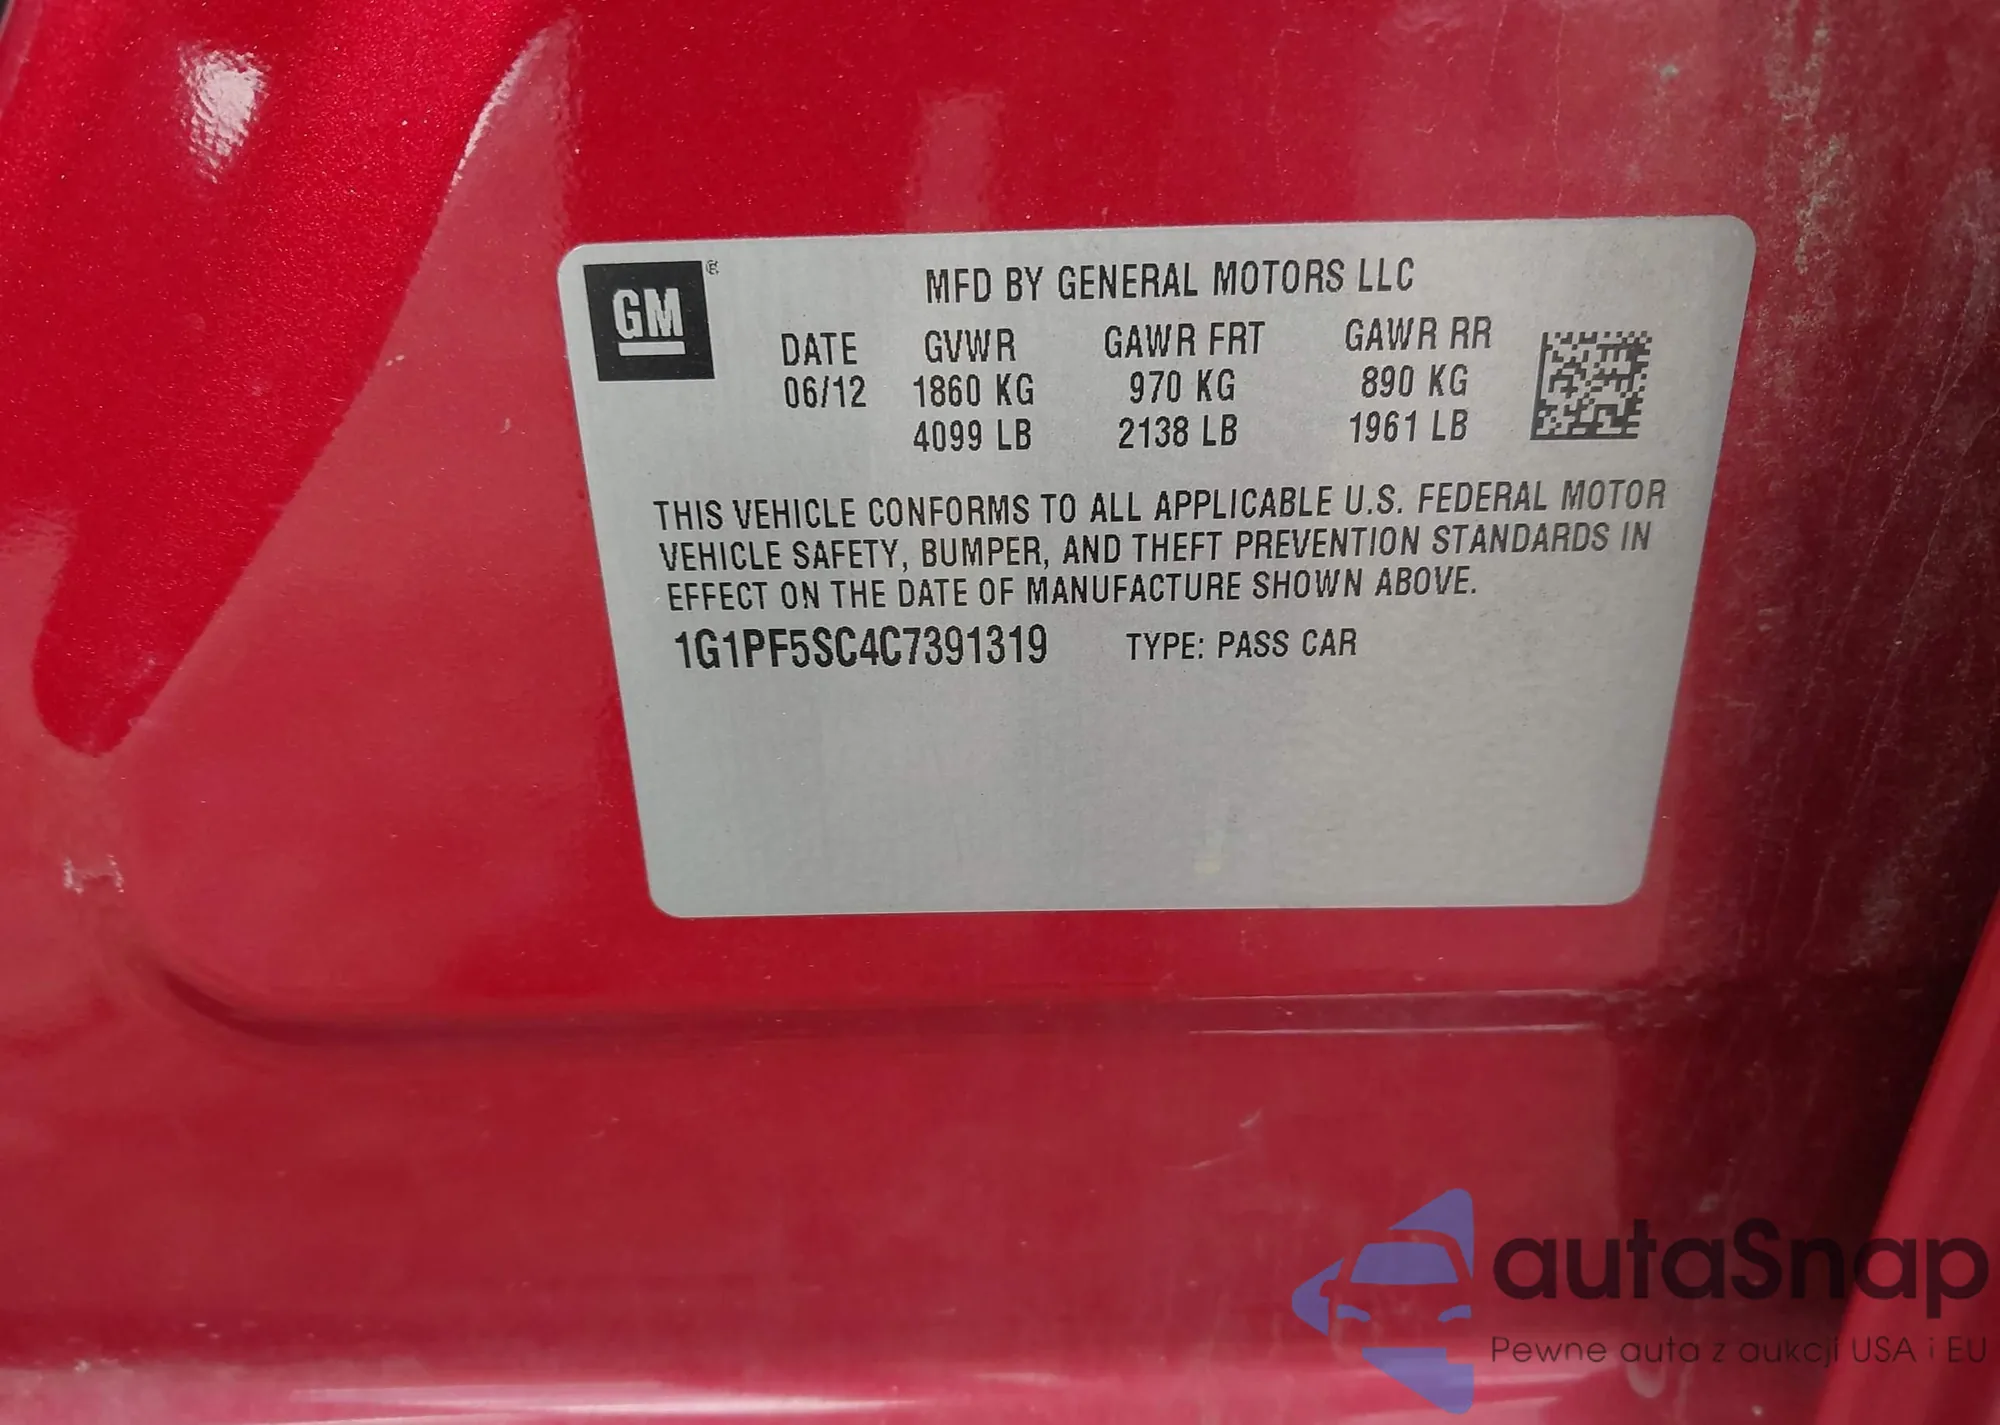 GM ®
MFD BY GENERAL MOTORS LLC
DATE GVWR GAWR FRT GAWR RR
06/12 1860 KG 970 KG 890 KG
4099 LB 2138 LB 1961 LB
THIS VEHICLE CONFORMS TO ALL APPLICABLE U.S. FEDERAL MOTOR
VEHICLE SAFETY, BUMPER, AND THEFT PREVENTION STANDARDS IN
EFFECT ON THE DATE OF MANUFACTURE SHOWN ABOVE.
1G1PF5SC4C7391319 TYPE: PASS CAR
autaSnap
Pewne auta z aukcji USA i EU